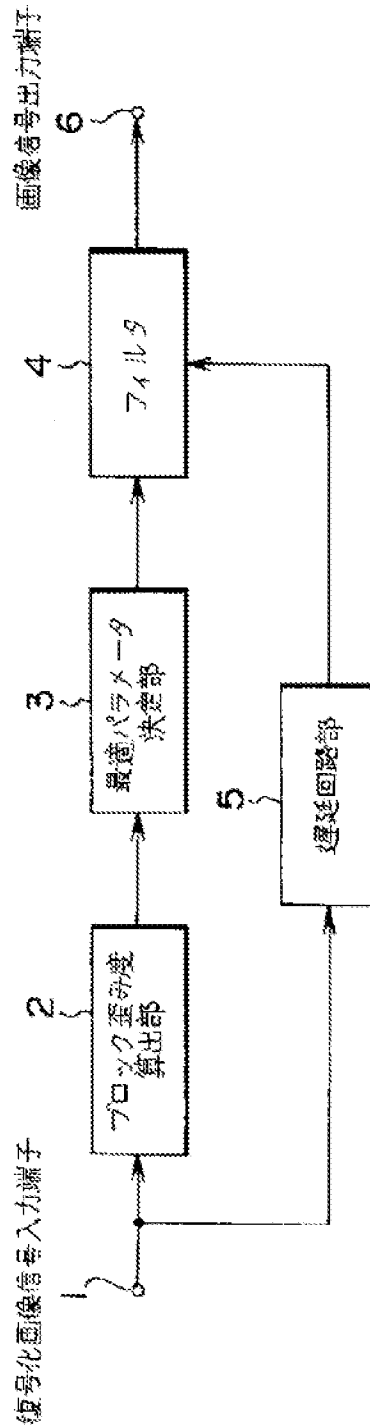 復号化画像信号入力端子
1
2
ブロック歪み度
算出部
3
最適パラメータ
決定部
4
フィルタ
画像信号出力端子
6
5
遅延回路部